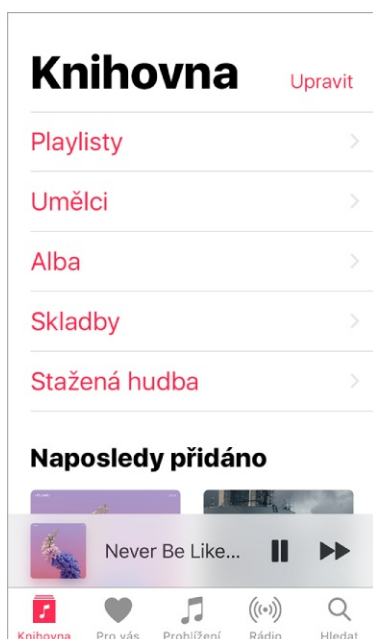 Knihovna
Upravit
Playlisty
Umělci
Alba
Skladby
Stažená hudba
Naposledy přidáno
Never Be Like...
Knihovna
Pro vás
Prohlížení
Rádio
Hledat